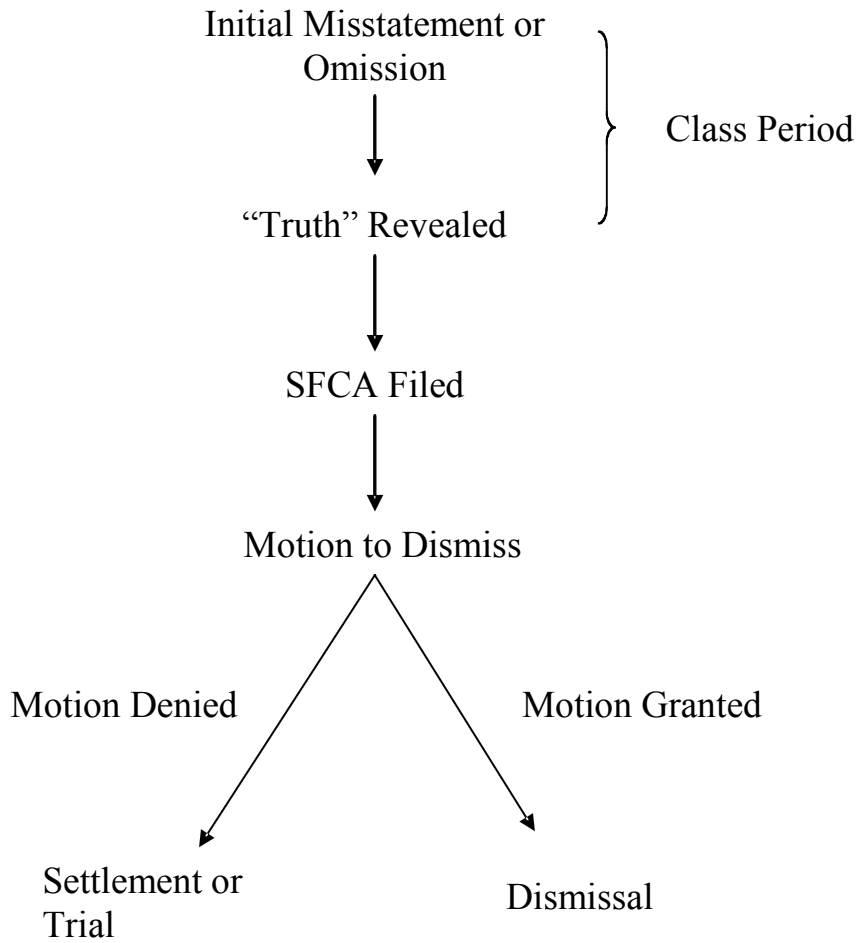 Initial Misstatement or
Omission
Class Period
“Truth” Revealed
SFCA Filed
Motion to Dismiss
Motion Denied
Motion Granted
Settlement or
Trial
Dismissal